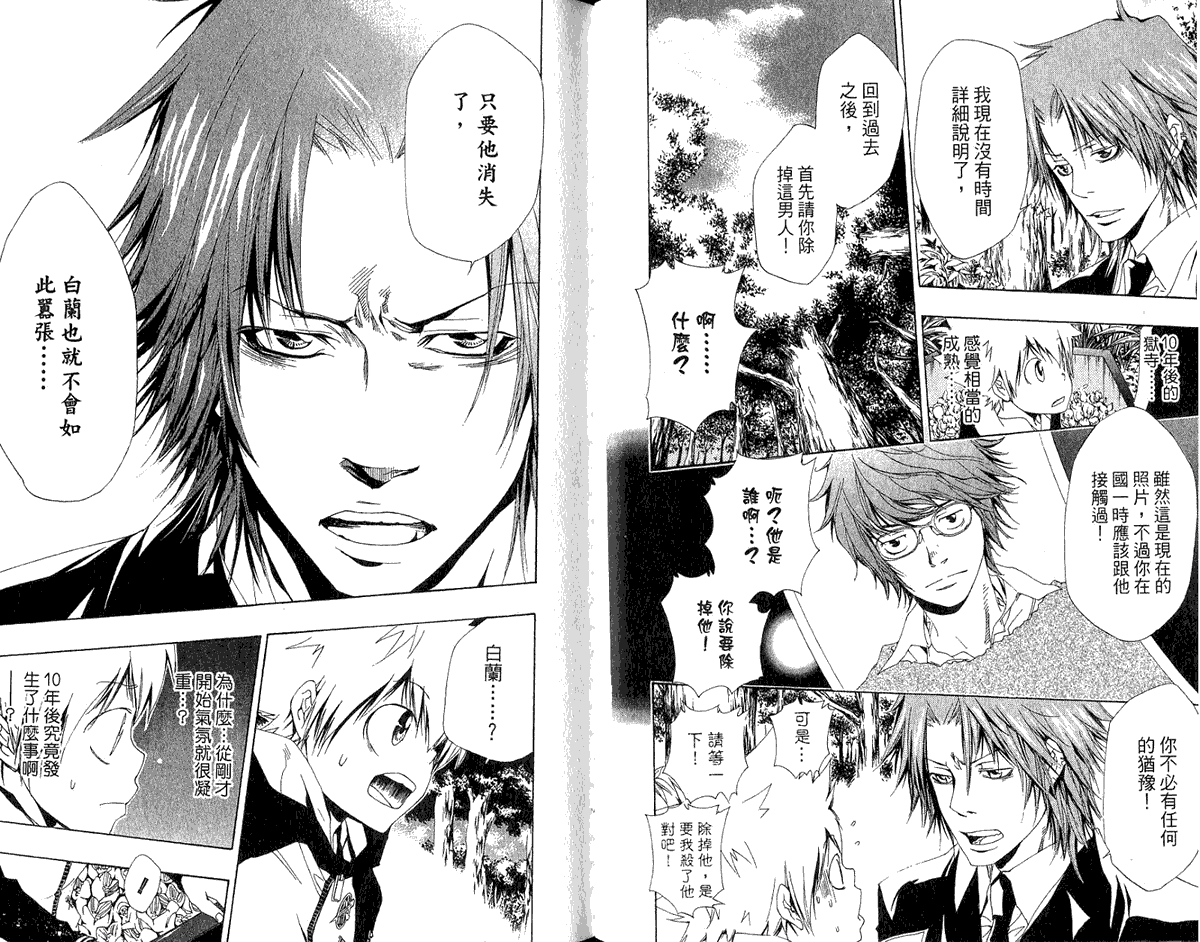 我現在沒有時間
詳細說明了，
回到過去
之後，
首先請你除
掉這男人！
啊……
什麼？
10年後的
獄寺……
感覺相當的
成熟……
雖然這是現在的
照片，不過你在
國一時應該跟他
接觸過！
呃？他是
誰啊…？
你說要除
掉他！
你不必有任何
的猶豫！
可是…
請等一
下！
除掉他，是
要我殺了他
對吧！
只要他消失
了，
白蘭也就不會如
此囂張……
白蘭……？
為什麼…從剛才
開始氣氛就很凝
重…？
10年後究竟發
生了什麼事啊
——？